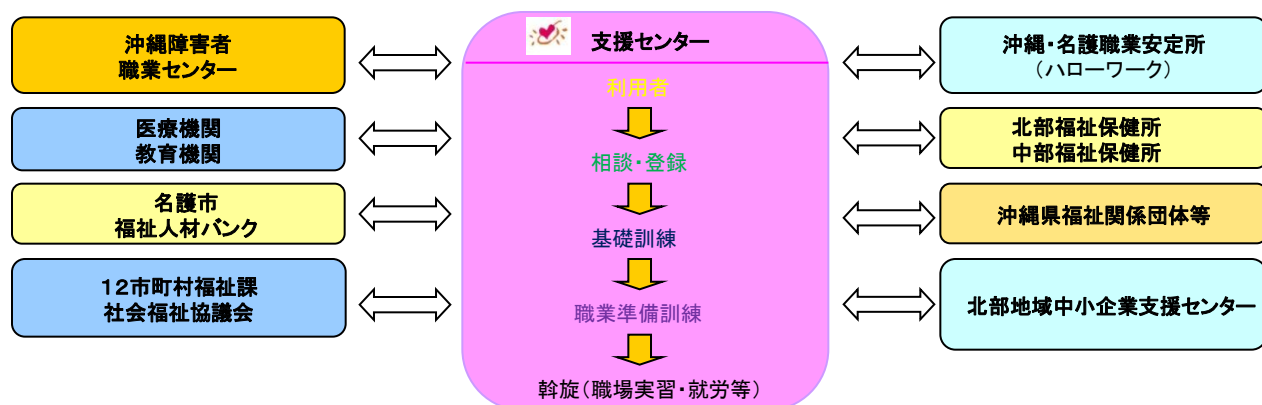 沖縄障害者
職業センター
医療機関
教育機関
名護市
福祉人材バンク
12市町村福祉課
社会福祉協議会
支援センター
利用者
相談・登録
基礎訓練
職業準備訓練
斡旋(職場実習・就労等)
沖縄・名護職業安定所
(ハローワーク)
北部福祉保健所
中部福祉保健所
沖縄県福祉関係団体等
北部地域中小企業支援センター